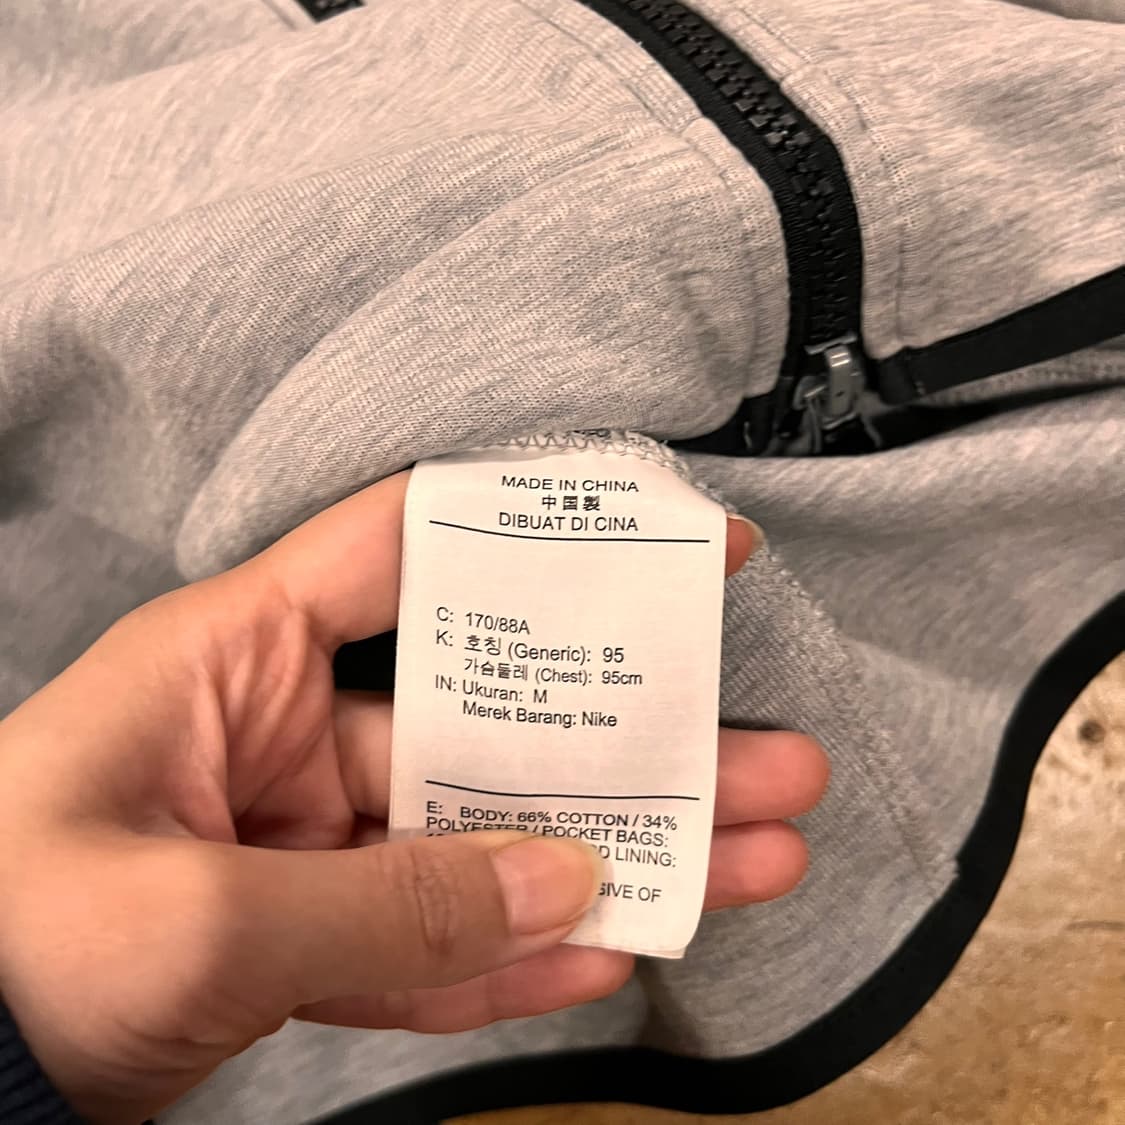 MADE IN CHINA
中国製
DIBUAT DI CINA
C: 170/88A
K: 호칭 (Generic): 95
가슴둘레 (Chest): 95cm
IN: Ukuran: M
Merek Barang: Nike
E: BODY: 66% COTTON / 34%
POLYESTER / POCKET BAGS:
LINING:
OF